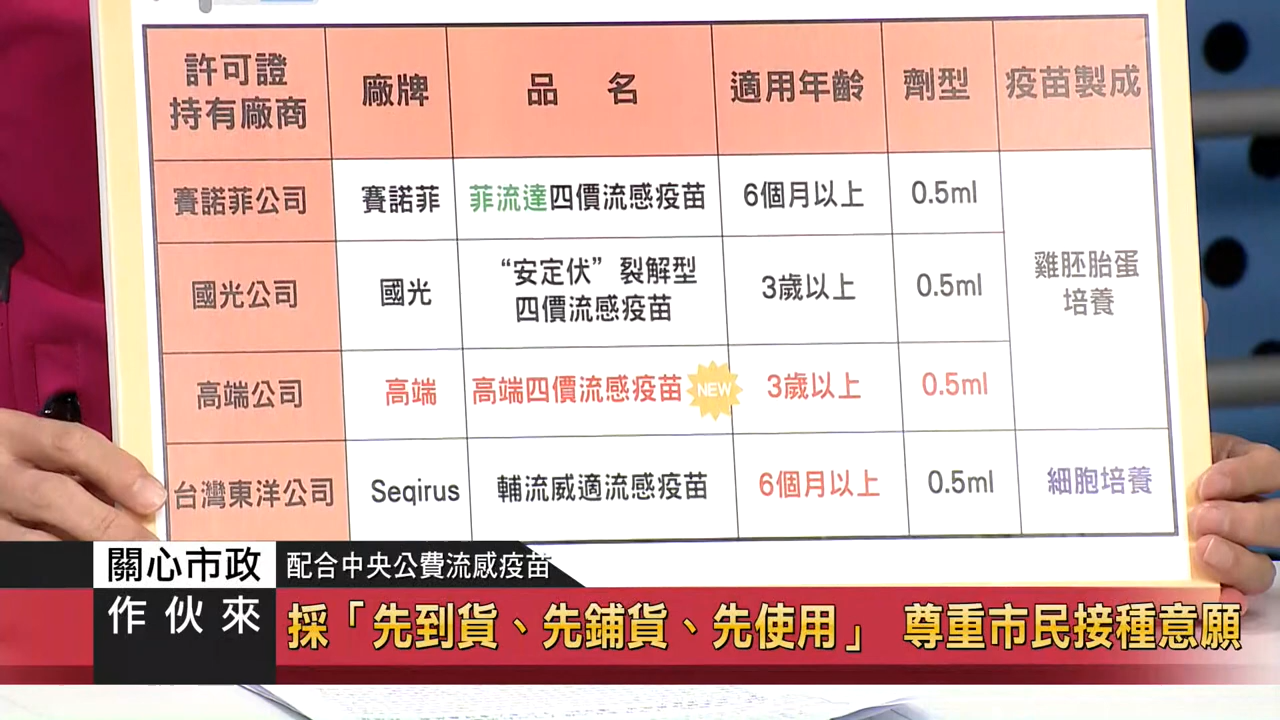 許可證
持有廠商
廠牌
品名
適用年齡
劑型
疫苗製成
賽諾菲公司
賽諾菲
菲流達四價流感疫苗
6個月以上
0.5ml
雞胚胎蛋
培養
國光公司
國光
“安定伏”裂解型
四價流感疫苗
3歲以上
0.5ml
高端公司
高端
高端四價流感疫苗
NEW
3歲以上
0.5ml
台灣東洋公司
Seqirus
輔流威適流感疫苗
6個月以上
0.5ml
細胞培養
關心市政
作伙來
配合中央公費流感疫苗
採「先到貨、先鋪貨、先使用」 尊重市民接種意願